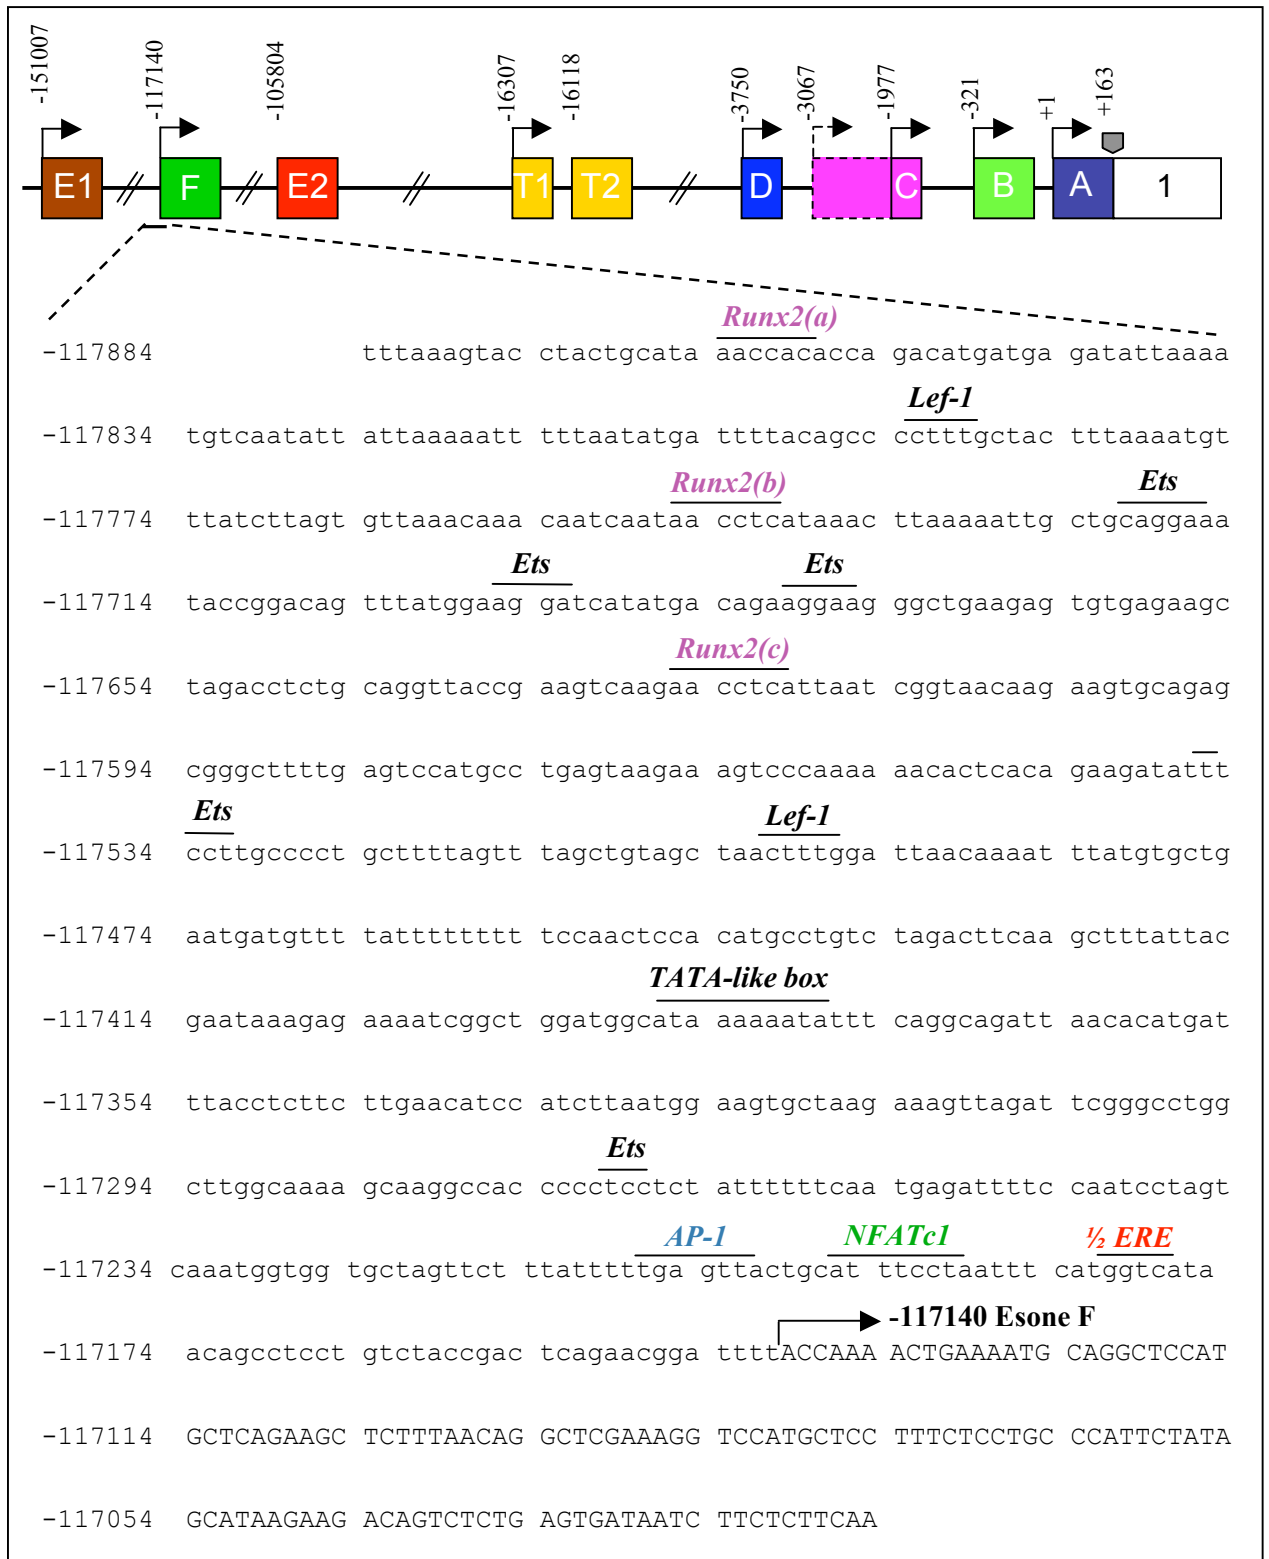 -151007 -117140 -105804 -16307 -16118 -3750 -3067 -1977 -321 +1 +163
E1 F E2 T1 T2 D C B A 1
Runx2(a)
-117884 tttaaagtac ctactgcata aaccacacca gacatgatga gatattaaaa
Lef-1
-117834 tgtcaatatt attaaaaatt tttaatatga ttttacagcc cctttgctac tttaaaatgt
Runx2(b) Ets
-117774 ttatcttagt gttaaacaaa caatcaataa cctcataaac ttaaaaattg ctgcaggaaa
Ets Ets
-117714 taccggacag tttatggaag gatcatatga cagaaggaag ggctgaagag tgtgagaagc
Runx2(c)
-117654 tagacctctg caggttaccg aagtcaagaa cctcattaat cggtaacaag aagtgcagag
-117594 cgggcttttg agtccatgcc tgagtaagaa agtcccaaaa aacactcaca gaagatattt
Ets Lef-1
-117534 ccttgcccct gcttttagtt tagctgtagc taactttgga ttaacaaaat ttatgtgctg
-117474 aatgatgttt tatttttttt tccaactcca catgcctgtc tagacttcaa gctttattac
TATA-like box
-117414 gaataaagag aaaatcggct ggatggcata aaaaatattt caggcagatt aacacatgat
-117354 ttacctcttc ttgaacatcc atcttaatgg aagtgctaag aaagttagat tcgggcctgg
Ets
-117294 cttggcaaaa gcaaggccac cccctcctct attttttcaa tgagattttc caatcctagt
AP-1 NFATc1 ½ ERE
-117234 caaatggtgg tgctagttct ttatttttga gttactgcat ttcctaattt catggtcata
-117140 Esone F
-117174 acagcctcct gtctaccgac tcagaacgga ttttACCAAA ACTGAAAATG CAGGCTCCAT
-117114 GCTCAGAAGC TCTTTAACAG GCTCGAAAGG TCCATGCTCC TTTCTCCTGC CCATTCTATA
-117054 GCATAAGAAG ACAGTCTCTG AGTGATAATC TTCTCTTCAA